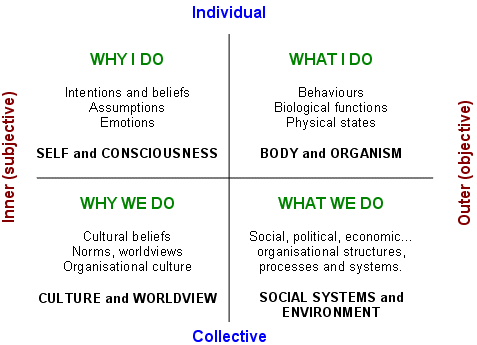 Individual
WHY I DO
Intentions and beliefs
Assumptions
Emotions
SELF and CONSCIOUSNESS
WHAT I DO
Behaviours
Biological functions
Physical states
BODY and ORGANISM
Inner (subjective)
Outer (objective)
WHY WE DO
Cultural beliefs
Norms, worldviews
Organisational culture
CULTURE and WORLDVIEW
WHAT WE DO
Social, political, economic...
organisational structures,
processes and systems.
SOCIAL SYSTEMS and
ENVIRONMENT
Collective